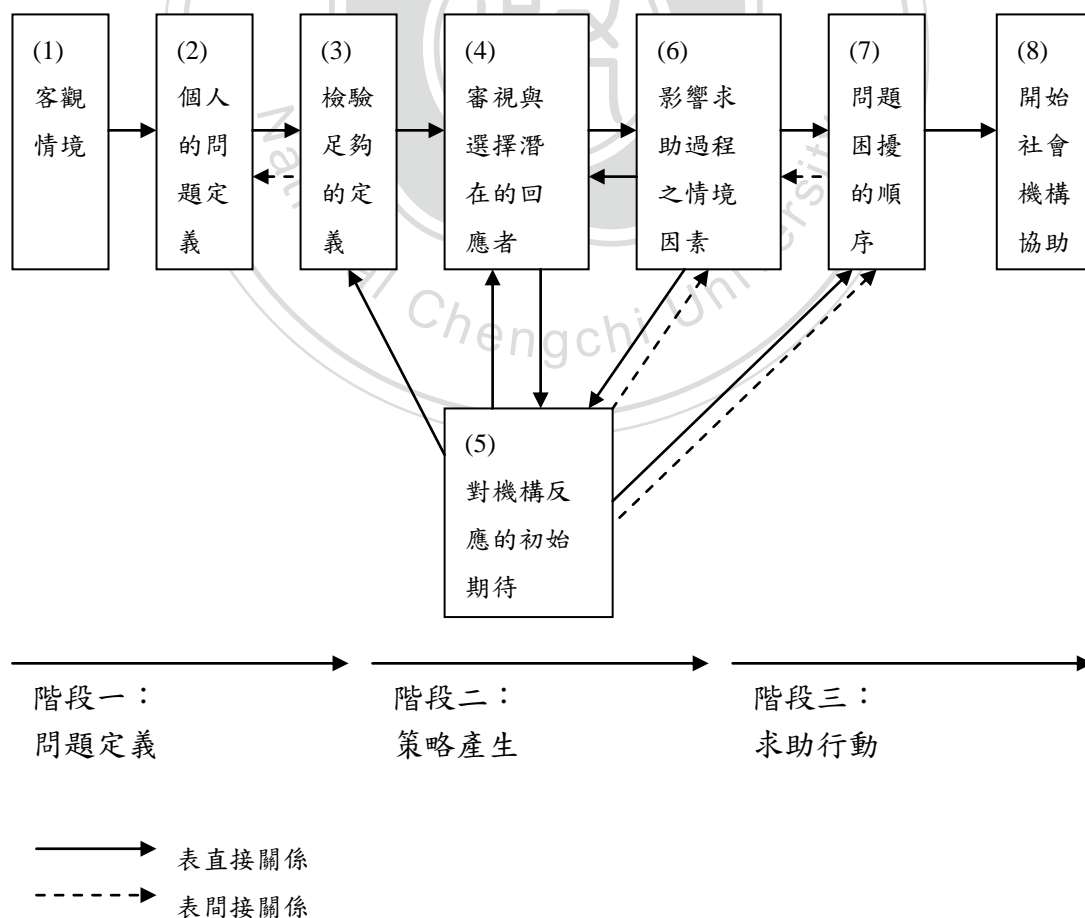 (1)
客觀
情境
(2)
個人
的問
題定
義
(3)
檢驗
足夠
的定
義
(4)
審視與
選擇潛
在的回
應者
(6)
影響求
助過程
之情境
因素
(7)
問題
困擾
的順
序
(8)
開始
社會
機構
協助
(5)
對機構反
應的初始
期待
階段一：
問題定義
階段二：
策略產生
階段三：
求助行動
表直接關係
表間接關係
Chengchi